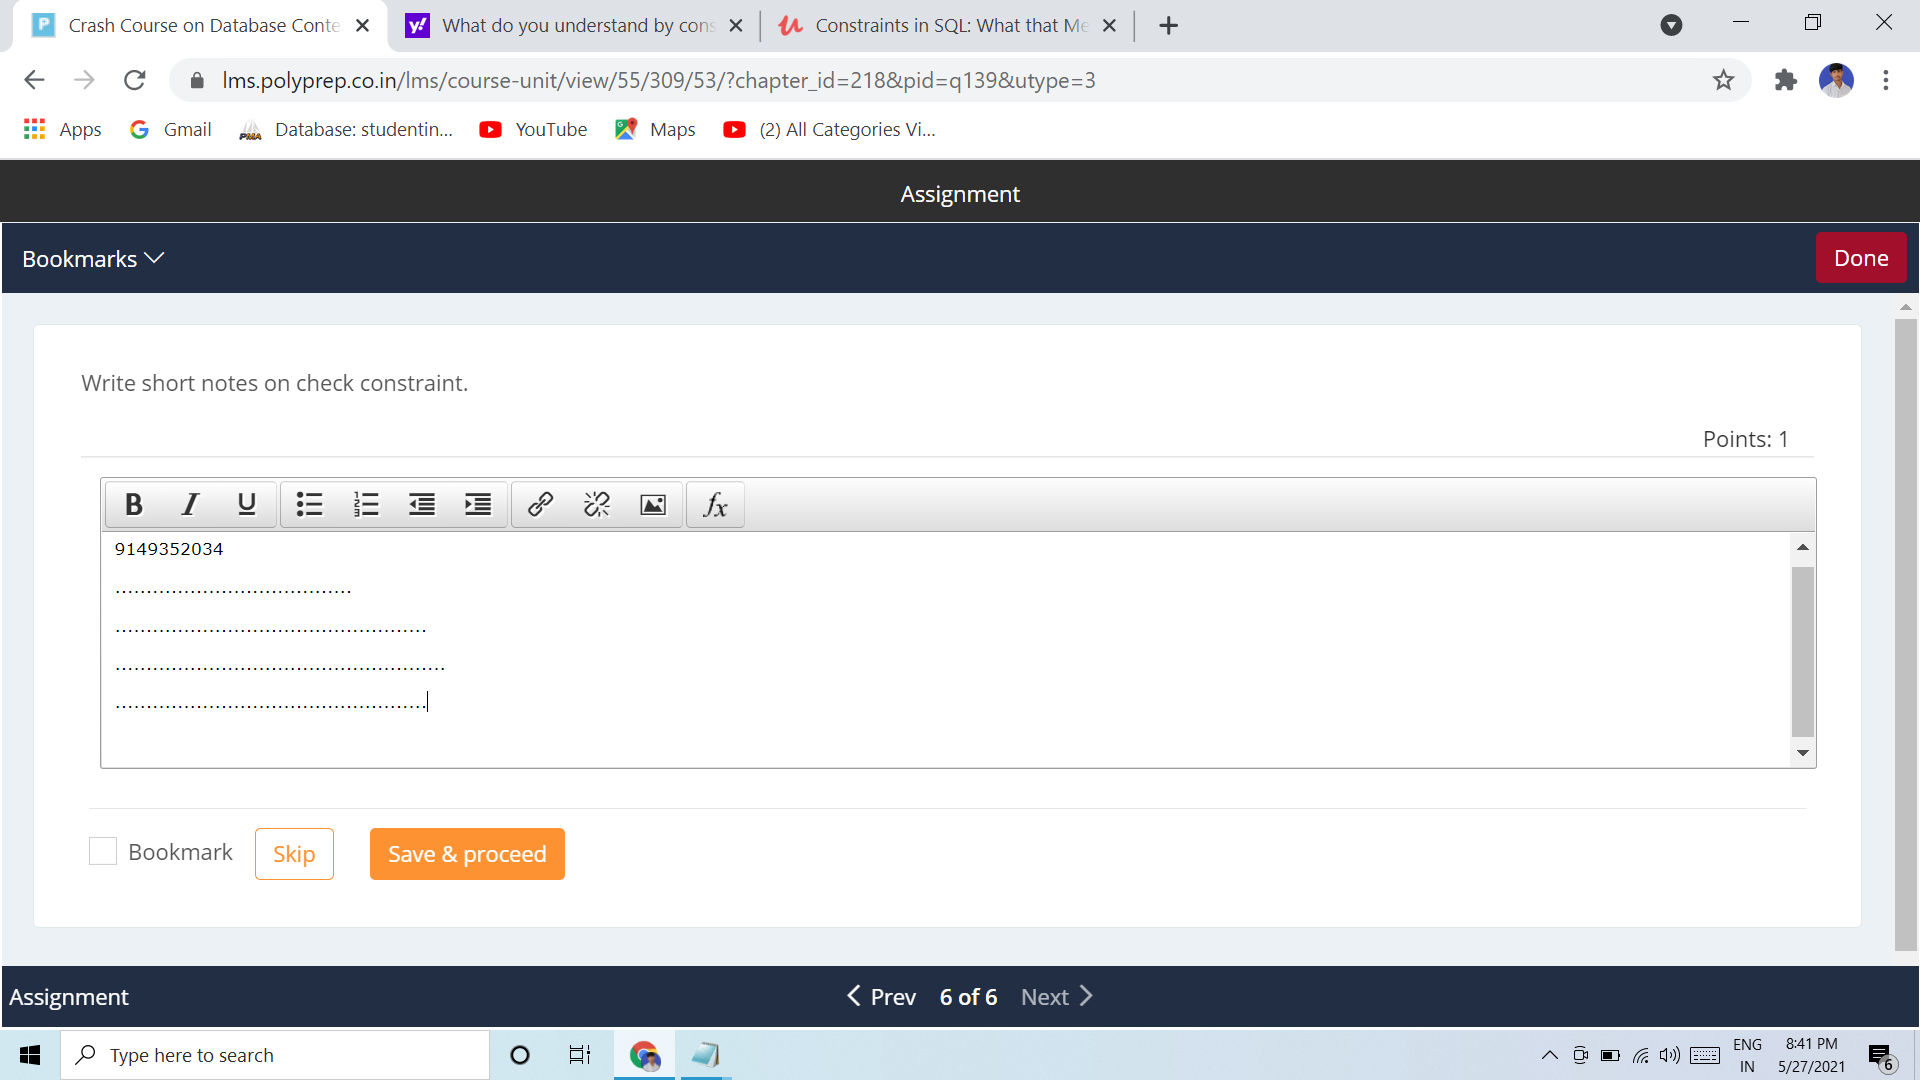 Crash Course on Database Conte
What do you understand by cons
Constraints in SQL: What that Me
lms.polyprep.co.in/lms/course-unit/view/55/309/53/?chapter_id=218&pid=q139&utype=3
Apps
Gmail
Database: studentin...
YouTube
Maps
(2) All Categories Vi...
Assignment
Bookmarks
Done
Write short notes on check constraint.
Points: 1
B I U fx
9149352034
......................................
..................................................
.....................................................
..................................................
Bookmark
Skip
Save & proceed
Assignment
Prev 6 of 6 Next
Type here to search
ENG
IN
8:41 PM
5/27/2021
6